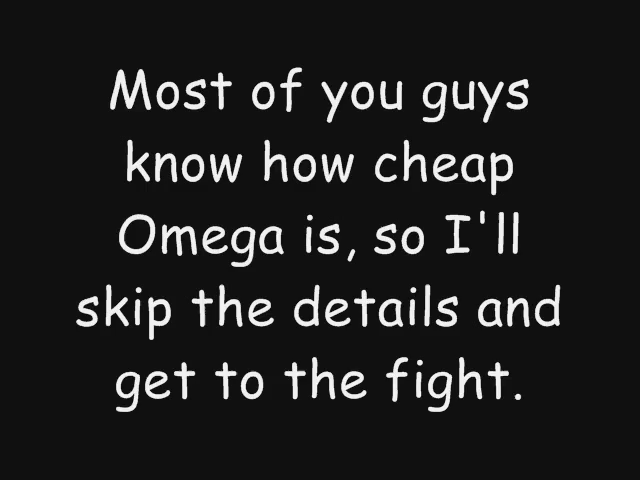 Most of you guys
know how cheap
Omega is, so I'll
skip the details and
get to the fight.